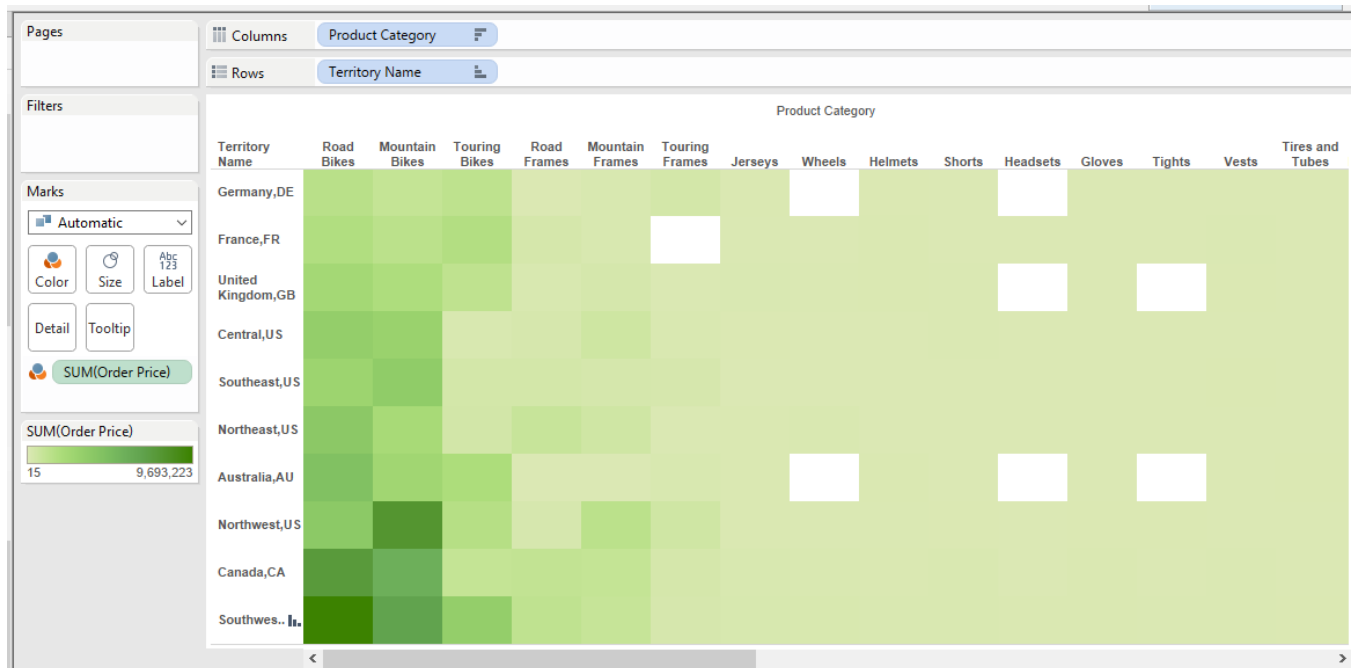 Pages
Columns
Product Category
Rows
Territory Name
Filters
Marks
Automatic
Color
Size
Abc
123
Label
Detail
Tooltip
SUM(Order Price)
SUM(Order Price)
15 9,693,223
Product Category
Territory Name
Road Bikes
Mountain Bikes
Touring Bikes
Road Frames
Mountain Frames
Touring Frames
Jerseys
Wheels
Helmets
Shorts
Headsets
Gloves
Tights
Vests
Tires and Tubes
Germany,DE
France,FR
United
Kingdom,GB
Central,US
Southeast,US
Northeast,US
Australia,AU
Northwest,US
Canada,CA
Southwes..